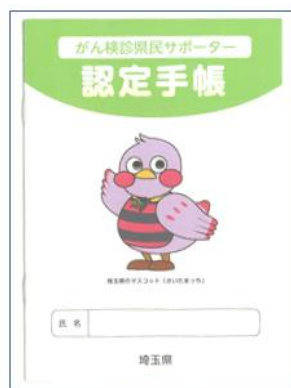 がん検診県民サポーター
認定手帳
埼玉県のマスコット「さいたまっち」
氏 名
埼玉県